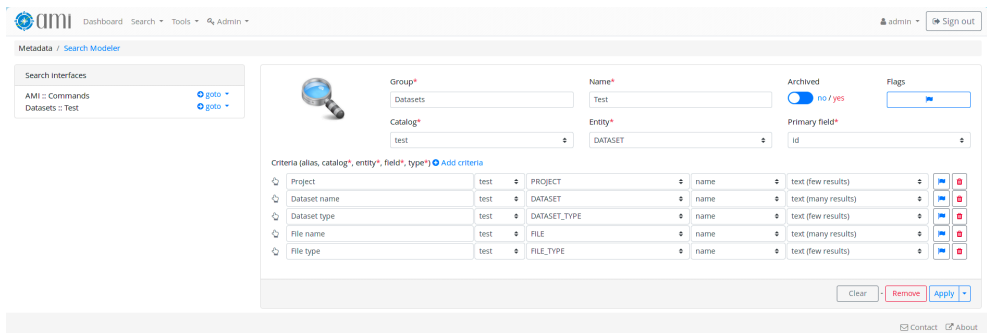 ami Dashboard Search Tools Admin admin Sign out
Metadata / Search Modeler
Search interfaces
AMI :: Commands goto
Datasets :: Test goto
Group* Name* Archived Flags
Datasets Test no / yes
Catalog* Entity* Primary field*
test DATASET id
Criteria (alias, catalog*, entity*, field*, type*) Add criteria
Project test PROJECT name text (few results)
Dataset name test DATASET name text (many results)
Dataset type test DATASET_TYPE name text (few results)
File name test FILE name text (many results)
File type test FILE_TYPE name text (few results)
Clear - Remove Apply
Contact About